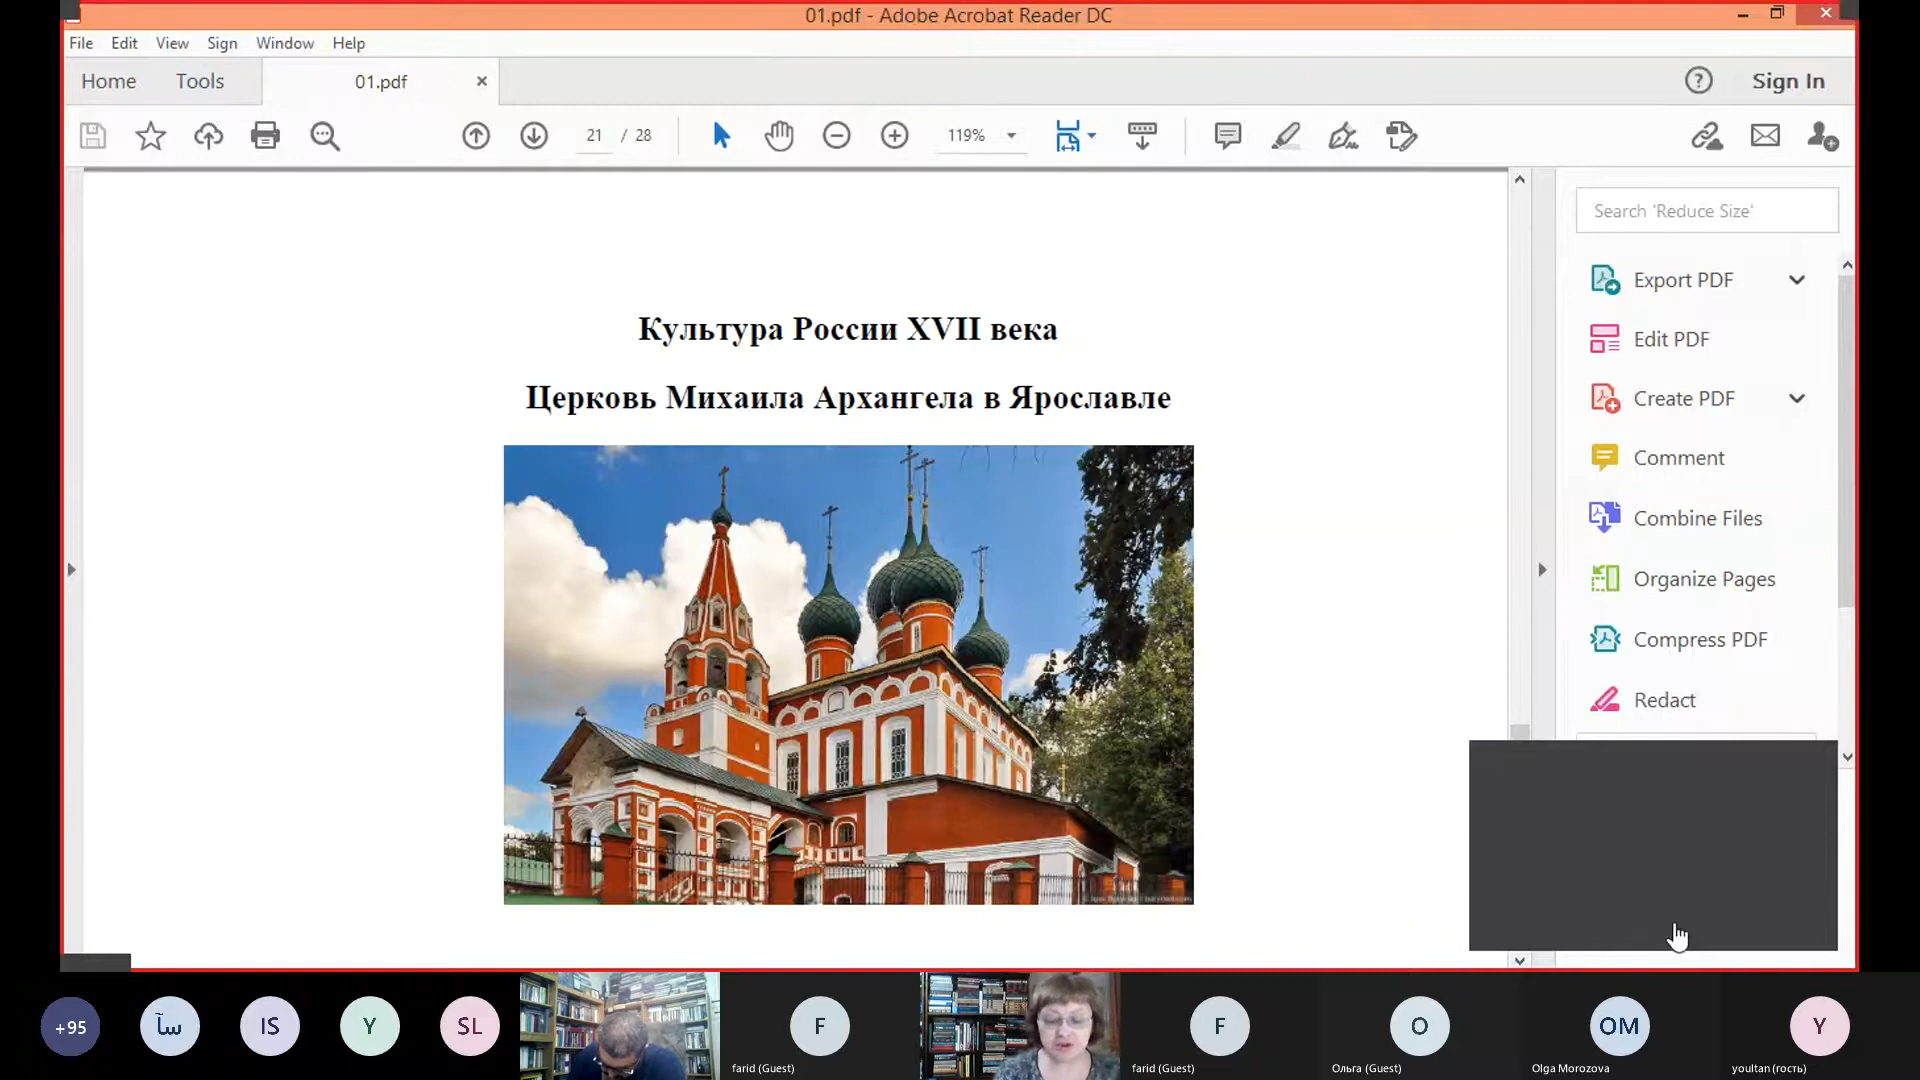 01.pdf - Adobe Acrobat Reader DC
File Edit View Sign Window Help
Home Tools 01.pdf Sign In
21 / 28 119%
Search 'Reduce Size'
Export PDF
Edit PDF
Create PDF
Comment
Combine Files
Organize Pages
Compress PDF
Redact
Культура России XVII века
Церковь Михаила Архангела в Ярославле
+95 سآ IS Y SL F F O OM Y
farid (Guest) farid (Guest) Ольга (Guest) Olga Morozova youltan (гость)